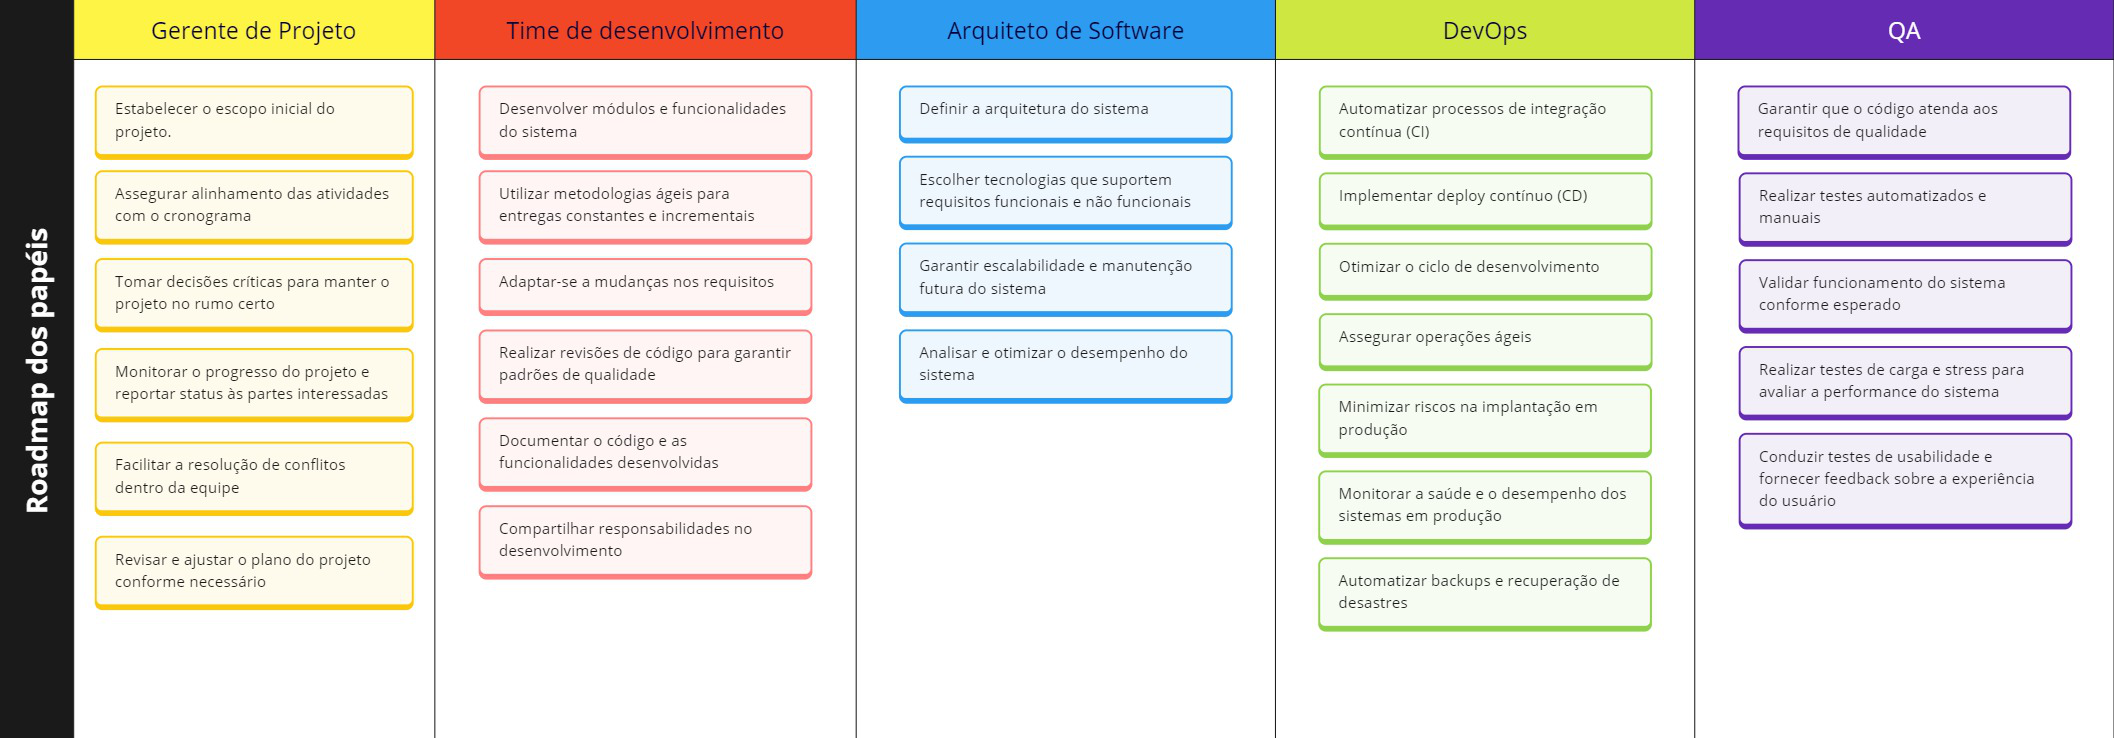 Roadmap dos papéis
Gerente de Projeto
Estabelecer o escopo inicial do
projeto.
Assegurar alinhamento das atividades
com o cronograma
Tomar decisões críticas para manter o
projeto no rumo certo
Monitorar o progresso do projeto e
reportar status às partes interessadas
Facilitar a resolução de conflitos
dentro da equipe
Revisar e ajustar o plano do projeto
conforme necessário
Time de desenvolvimento
Desenvolver módulos e funcionalidades
do sistema
Utilizar metodologias ágeis para
entregas constantes e incrementais
Adaptar-se a mudanças nos requisitos
Realizar revisões de código para garantir
padrões de qualidade
Documentar o código e as
funcionalidades desenvolvidas
Compartilhar responsabilidades no
desenvolvimento
Arquiteto de Software
Definir a arquitetura do sistema
Escolher tecnologias que suportem
requisitos funcionais e não funcionais
Garantir escalabilidade e manutenção
futura do sistema
Analisar e otimizar o desempenho do
sistema
DevOps
Automatizar processos de integração
contínua (CI)
Implementar deploy contínuo (CD)
Otimizar o ciclo de desenvolvimento
Assegurar operações ágeis
Minimizar riscos na implantação em
produção
Monitorar a saúde e o desempenho dos
sistemas em produção
Automatizar backups e recuperação de
desastres
QA
Garantir que o código atenda aos
requisitos de qualidade
Realizar testes automatizados e
manuais
Validar funcionamento do sistema
conforme esperado
Realizar testes de carga e stress para
avaliar a performance do sistema
Conduzir testes de usabilidade e
fornecer feedback sobre a experiência
do usuário